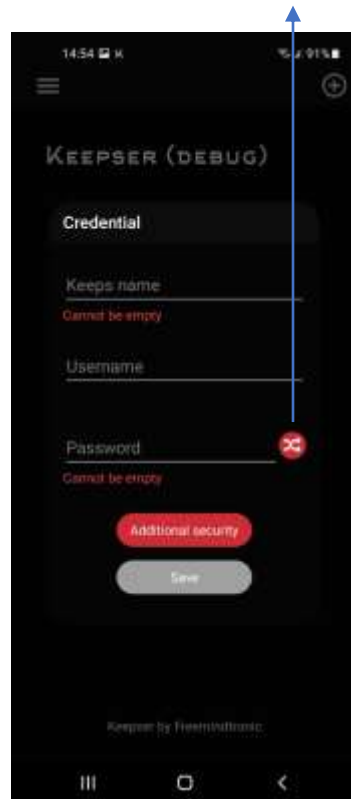 14:54
91%
KEEPSER (DEBUG)
Credential
Keeps name
Cannot be empty
Username
Password
Cannot be empty
Additional security
Save
Keepser by Freemindtronic